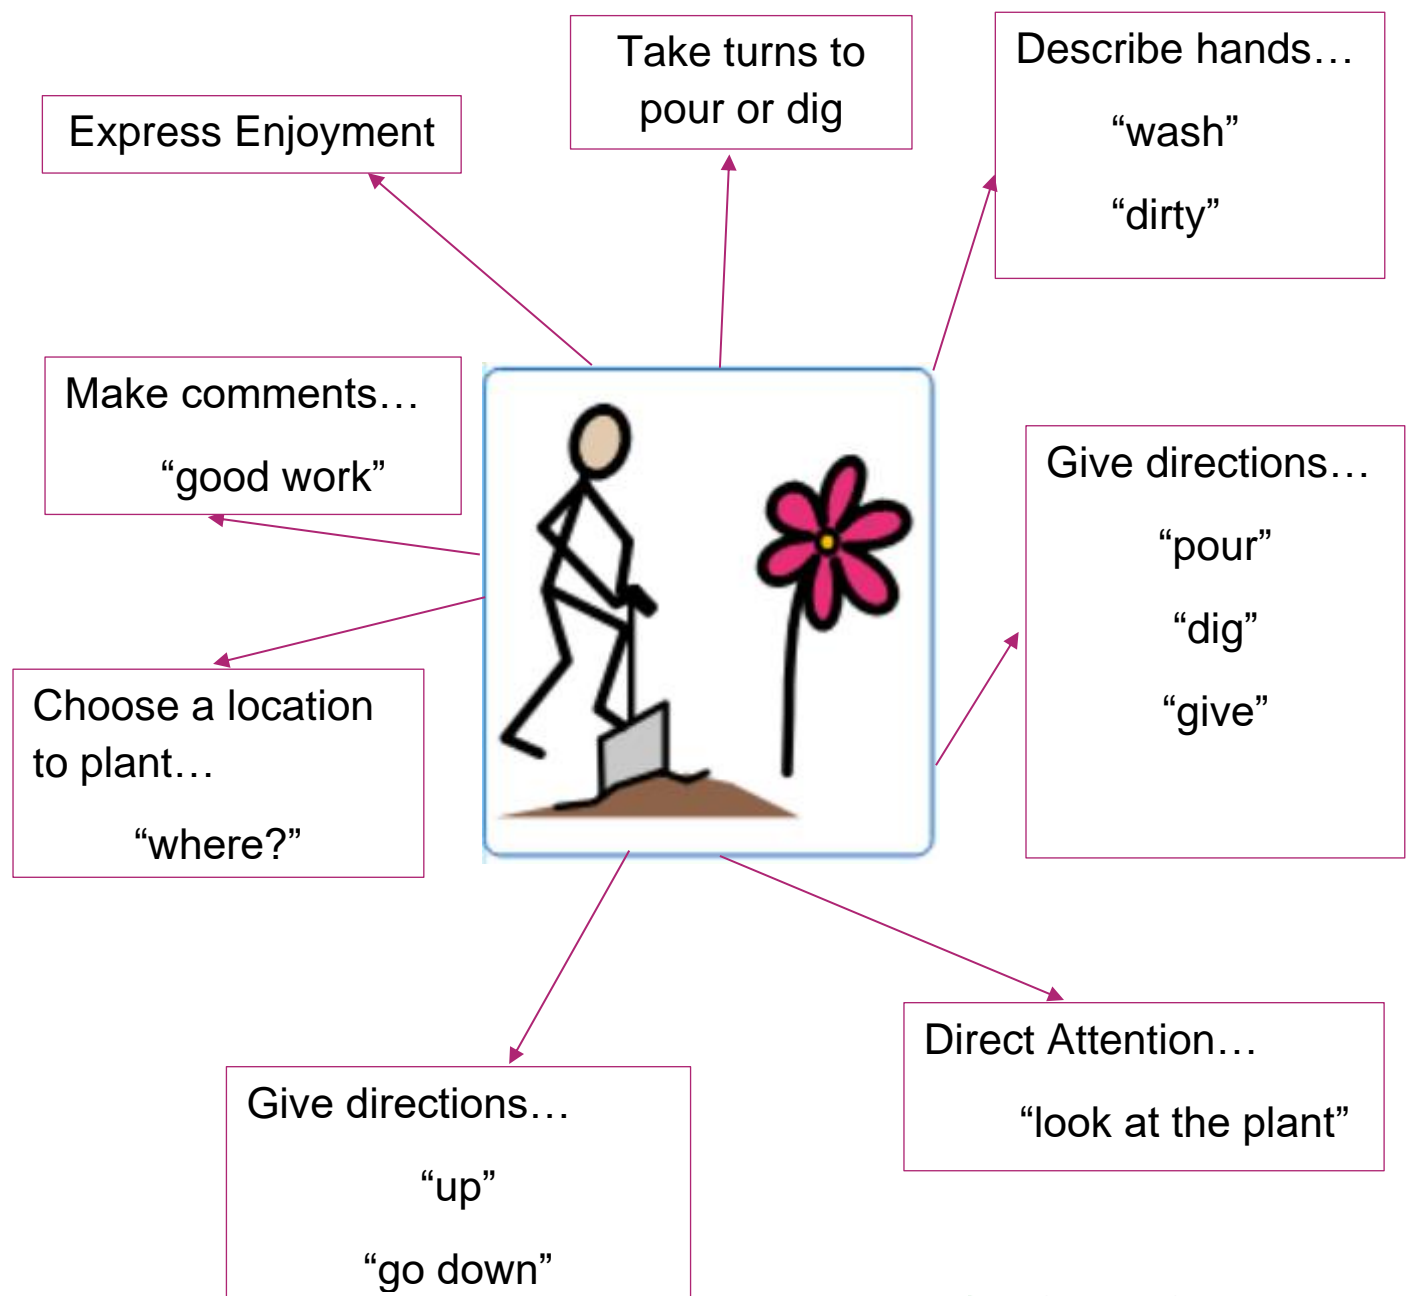 Express Enjoyment
Take turns to
pour or dig
Describe hands…
“wash”
“dirty”
Make comments…
“good work”
Give directions…
“pour”
“dig”
“give”
Choose a location
to plant…
“where?”
Direct Attention…
“look at the plant”
Give directions…
“up”
“go down”